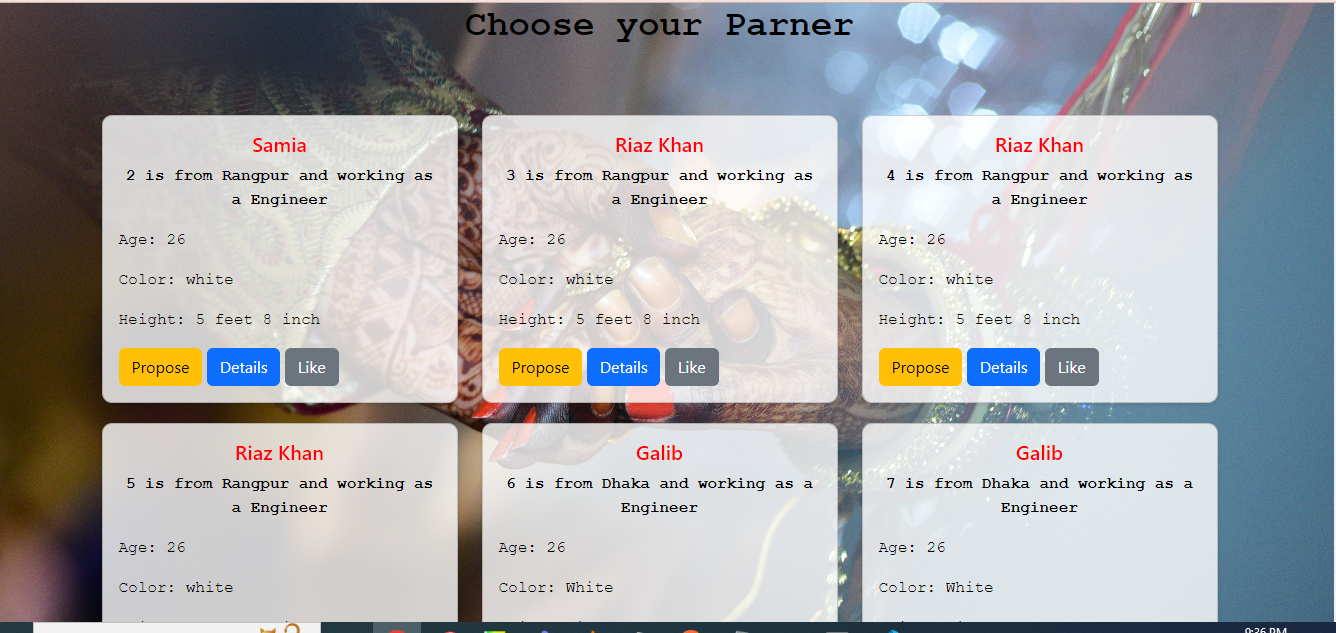 Choose your Parner
Samia
2 is from Rangpur and working as
a Engineer
Age: 26
Color: white
Height: 5 feet 8 inch
Propose Details Like
Riaz Khan
3 is from Rangpur and working as
a Engineer
Age: 26
Color: white
Height: 5 feet 8 inch
Propose Details Like
Riaz Khan
4 is from Rangpur and working as
a Engineer
Age: 26
Color: white
Height: 5 feet 8 inch
Propose Details Like
Riaz Khan
5 is from Rangpur and working as
a Engineer
Age: 26
Color: white
Galib
6 is from Dhaka and working as a
Engineer
Age: 26
Color: White
Galib
7 is from Dhaka and working as a
Engineer
Age: 26
Color: White
9:36 PM